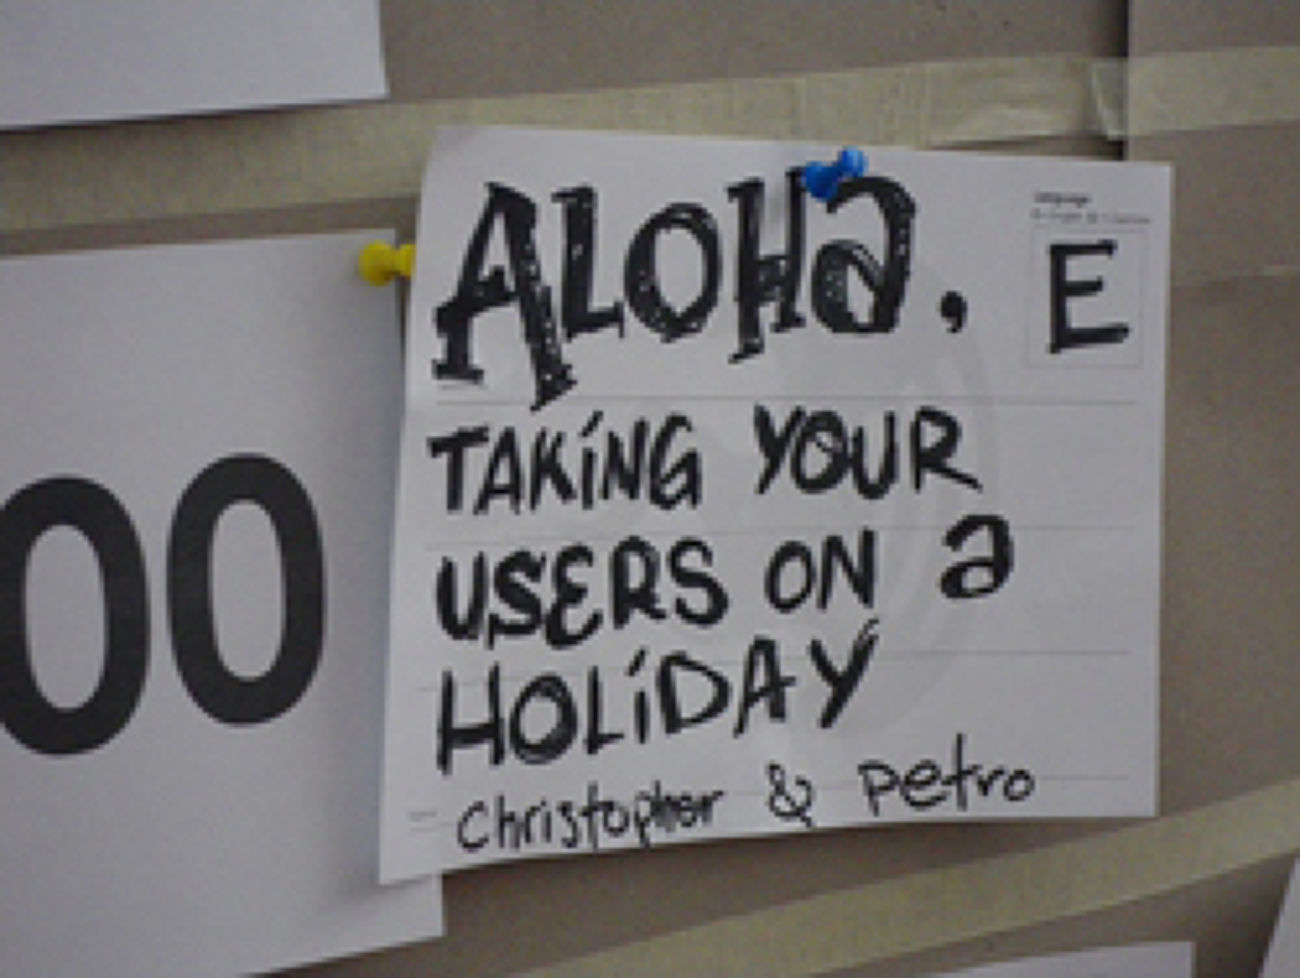 ALOHa,
E
TAKiNG YOUR
USERS ON a
HOLiDAY
Christopher & Petro
00